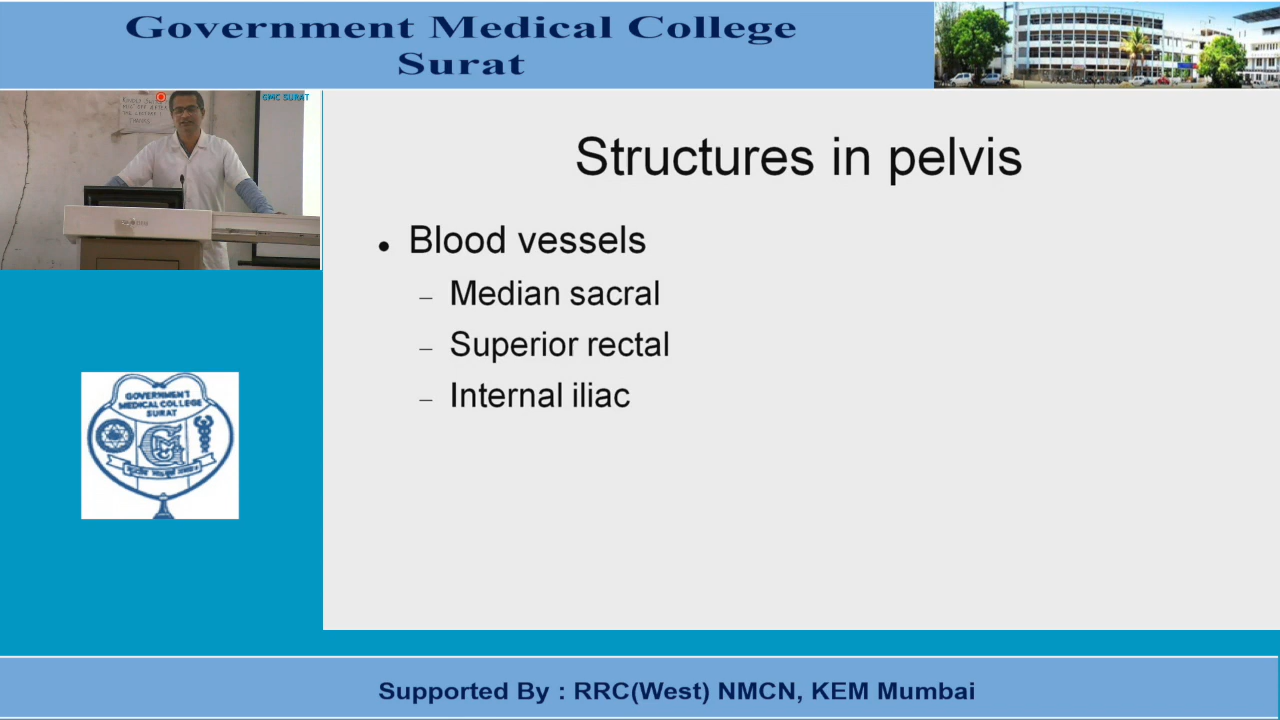 Government Medical College
Surat
GMC SURAT
Structures in pelvis
• Blood vessels
– Median sacral
– Superior rectal
– Internal iliac
GOVERNMENT
MEDICAL COLLEGE
SURAT
Supported By : RRC(West) NMCN, KEM Mumbai